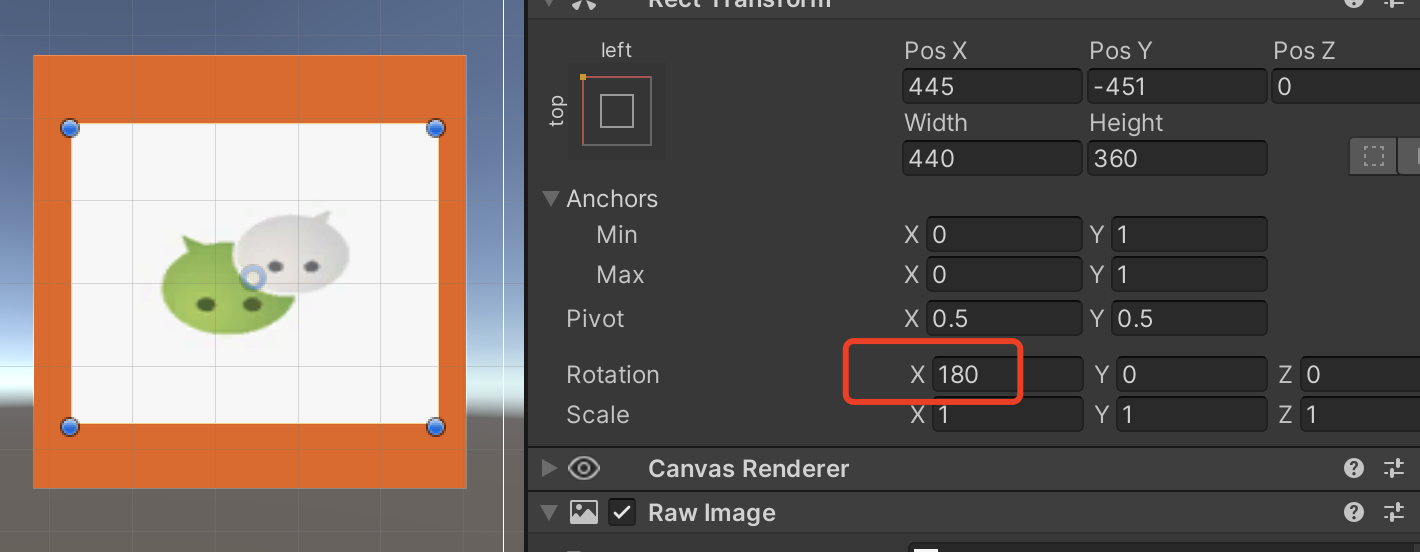 Rect Transform
left
top
Pos X Pos Y Pos Z
445 -451 0
Width Height
440 360
Anchors
Min X 0 Y 1
Max X 0 Y 1
Pivot X 0.5 Y 0.5
Rotation X 180 Y 0 Z 0
Scale X 1 Y 1 Z 1
Canvas Renderer
Raw Image